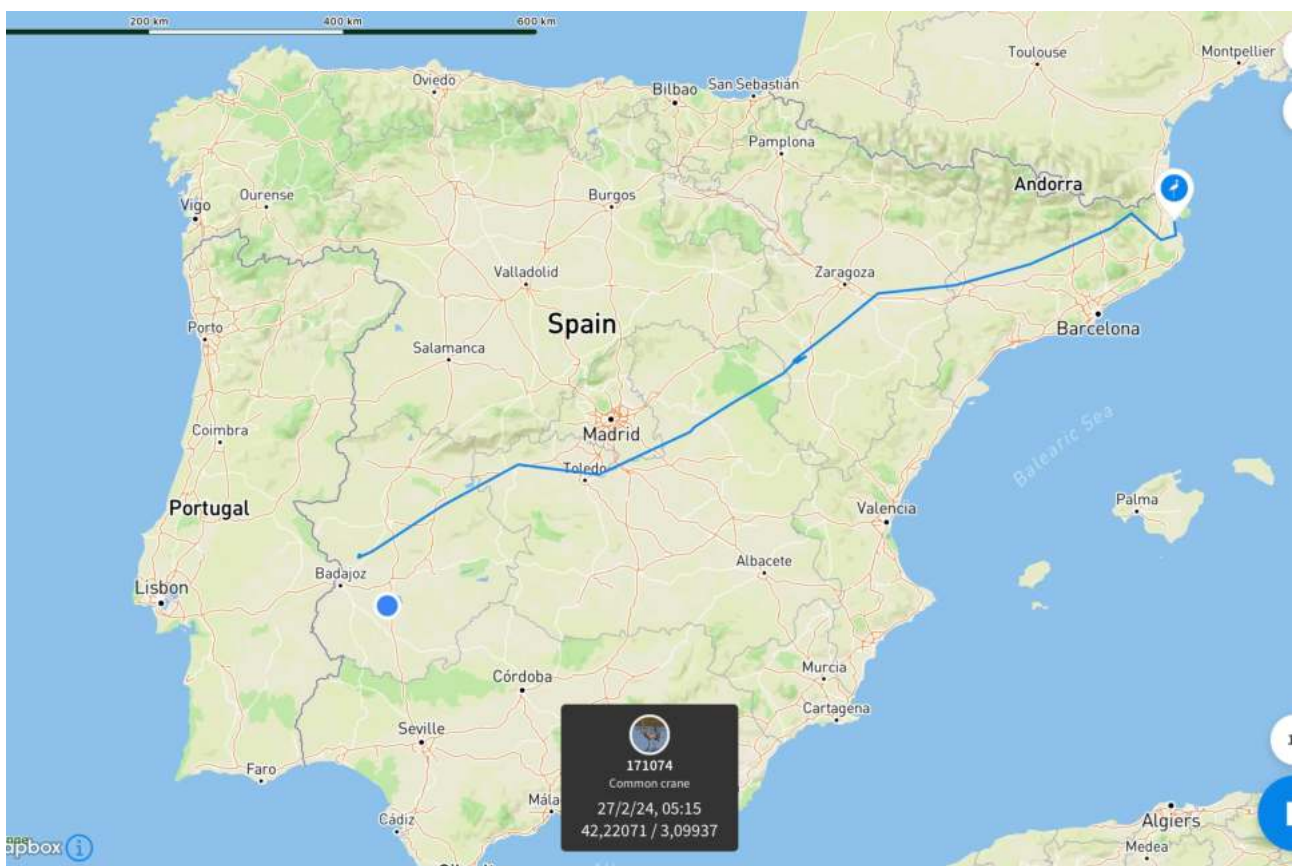 200 km
400 km
600 km
Toulouse
Montpellier
Oviedo
Bilbao
San Sebastián
Pamplona
Andorra
Vigo
Ourense
Burgos
Valladolid
Zaragoza
Spain
Barcelona
Porto
Salamanca
Madrid
Coimbra
Balearic Sea
Toledo
Portugal
Valencia
Palma
Badajoz
Albacete
Lisbon
Córdoba
Murcia
Cartagena
Seville
171074
Common crane
Faro
27/2/24, 05:15
Mála
Cádiz
42,22071 / 3,09937
Algiers
apbox
Medea